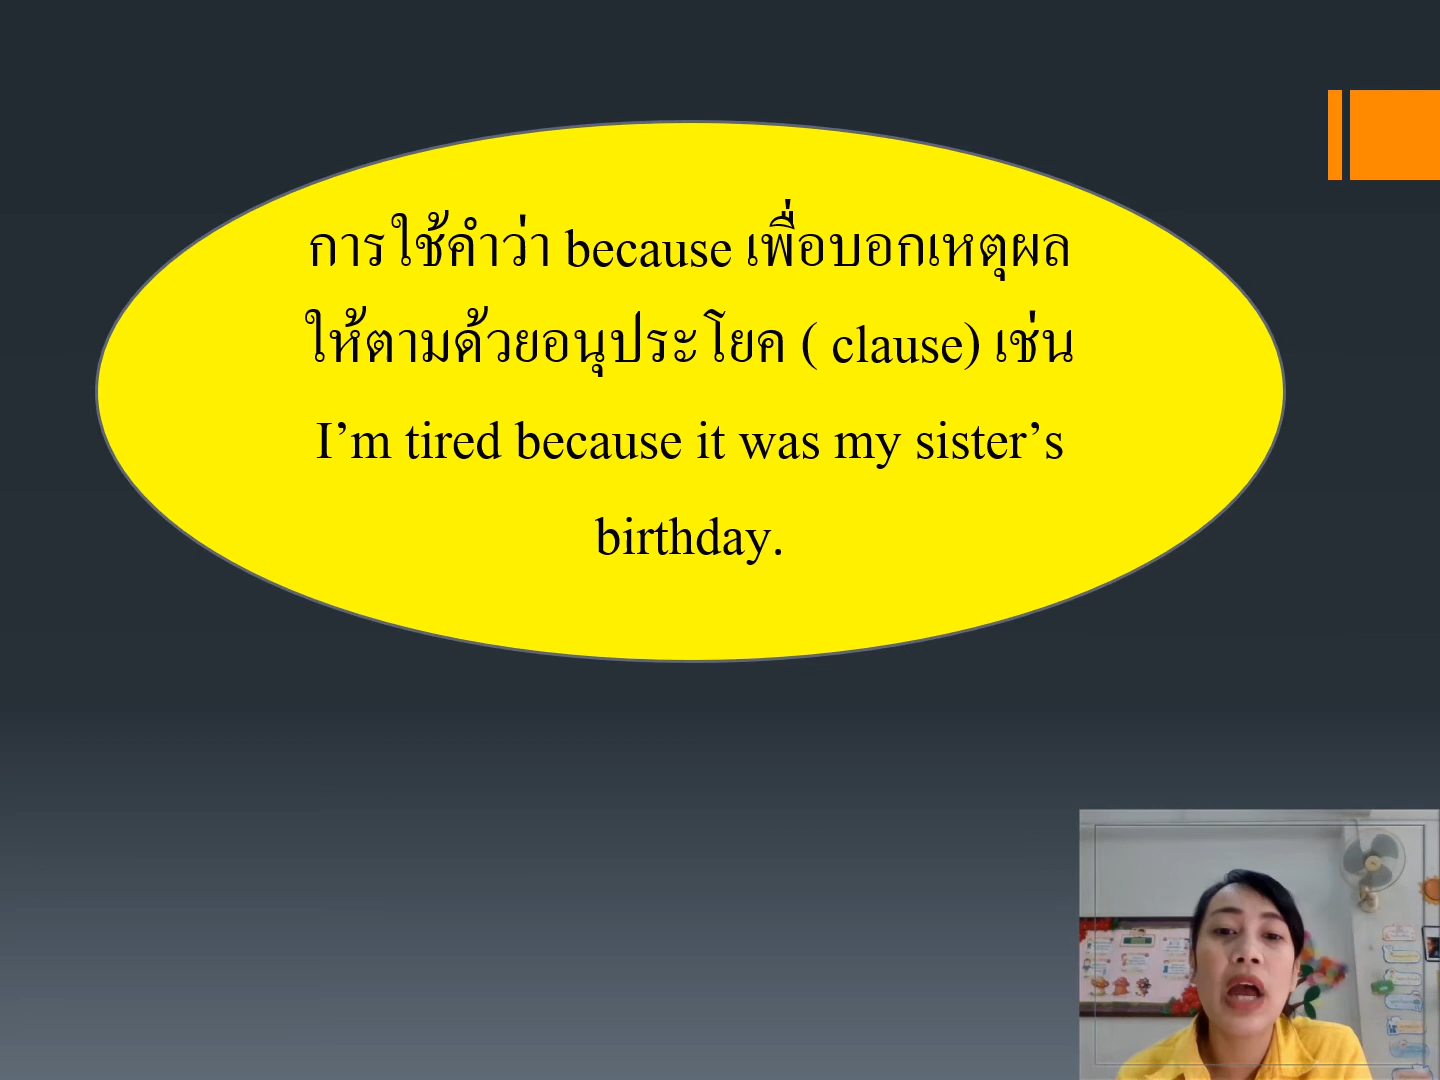 การใช้คำว่า because เพื่อบอกเหตุผล
ให้ตามด้วยอนุประโยค ( clause) เช่น
I’m tired because it was my sister’s
birthday.